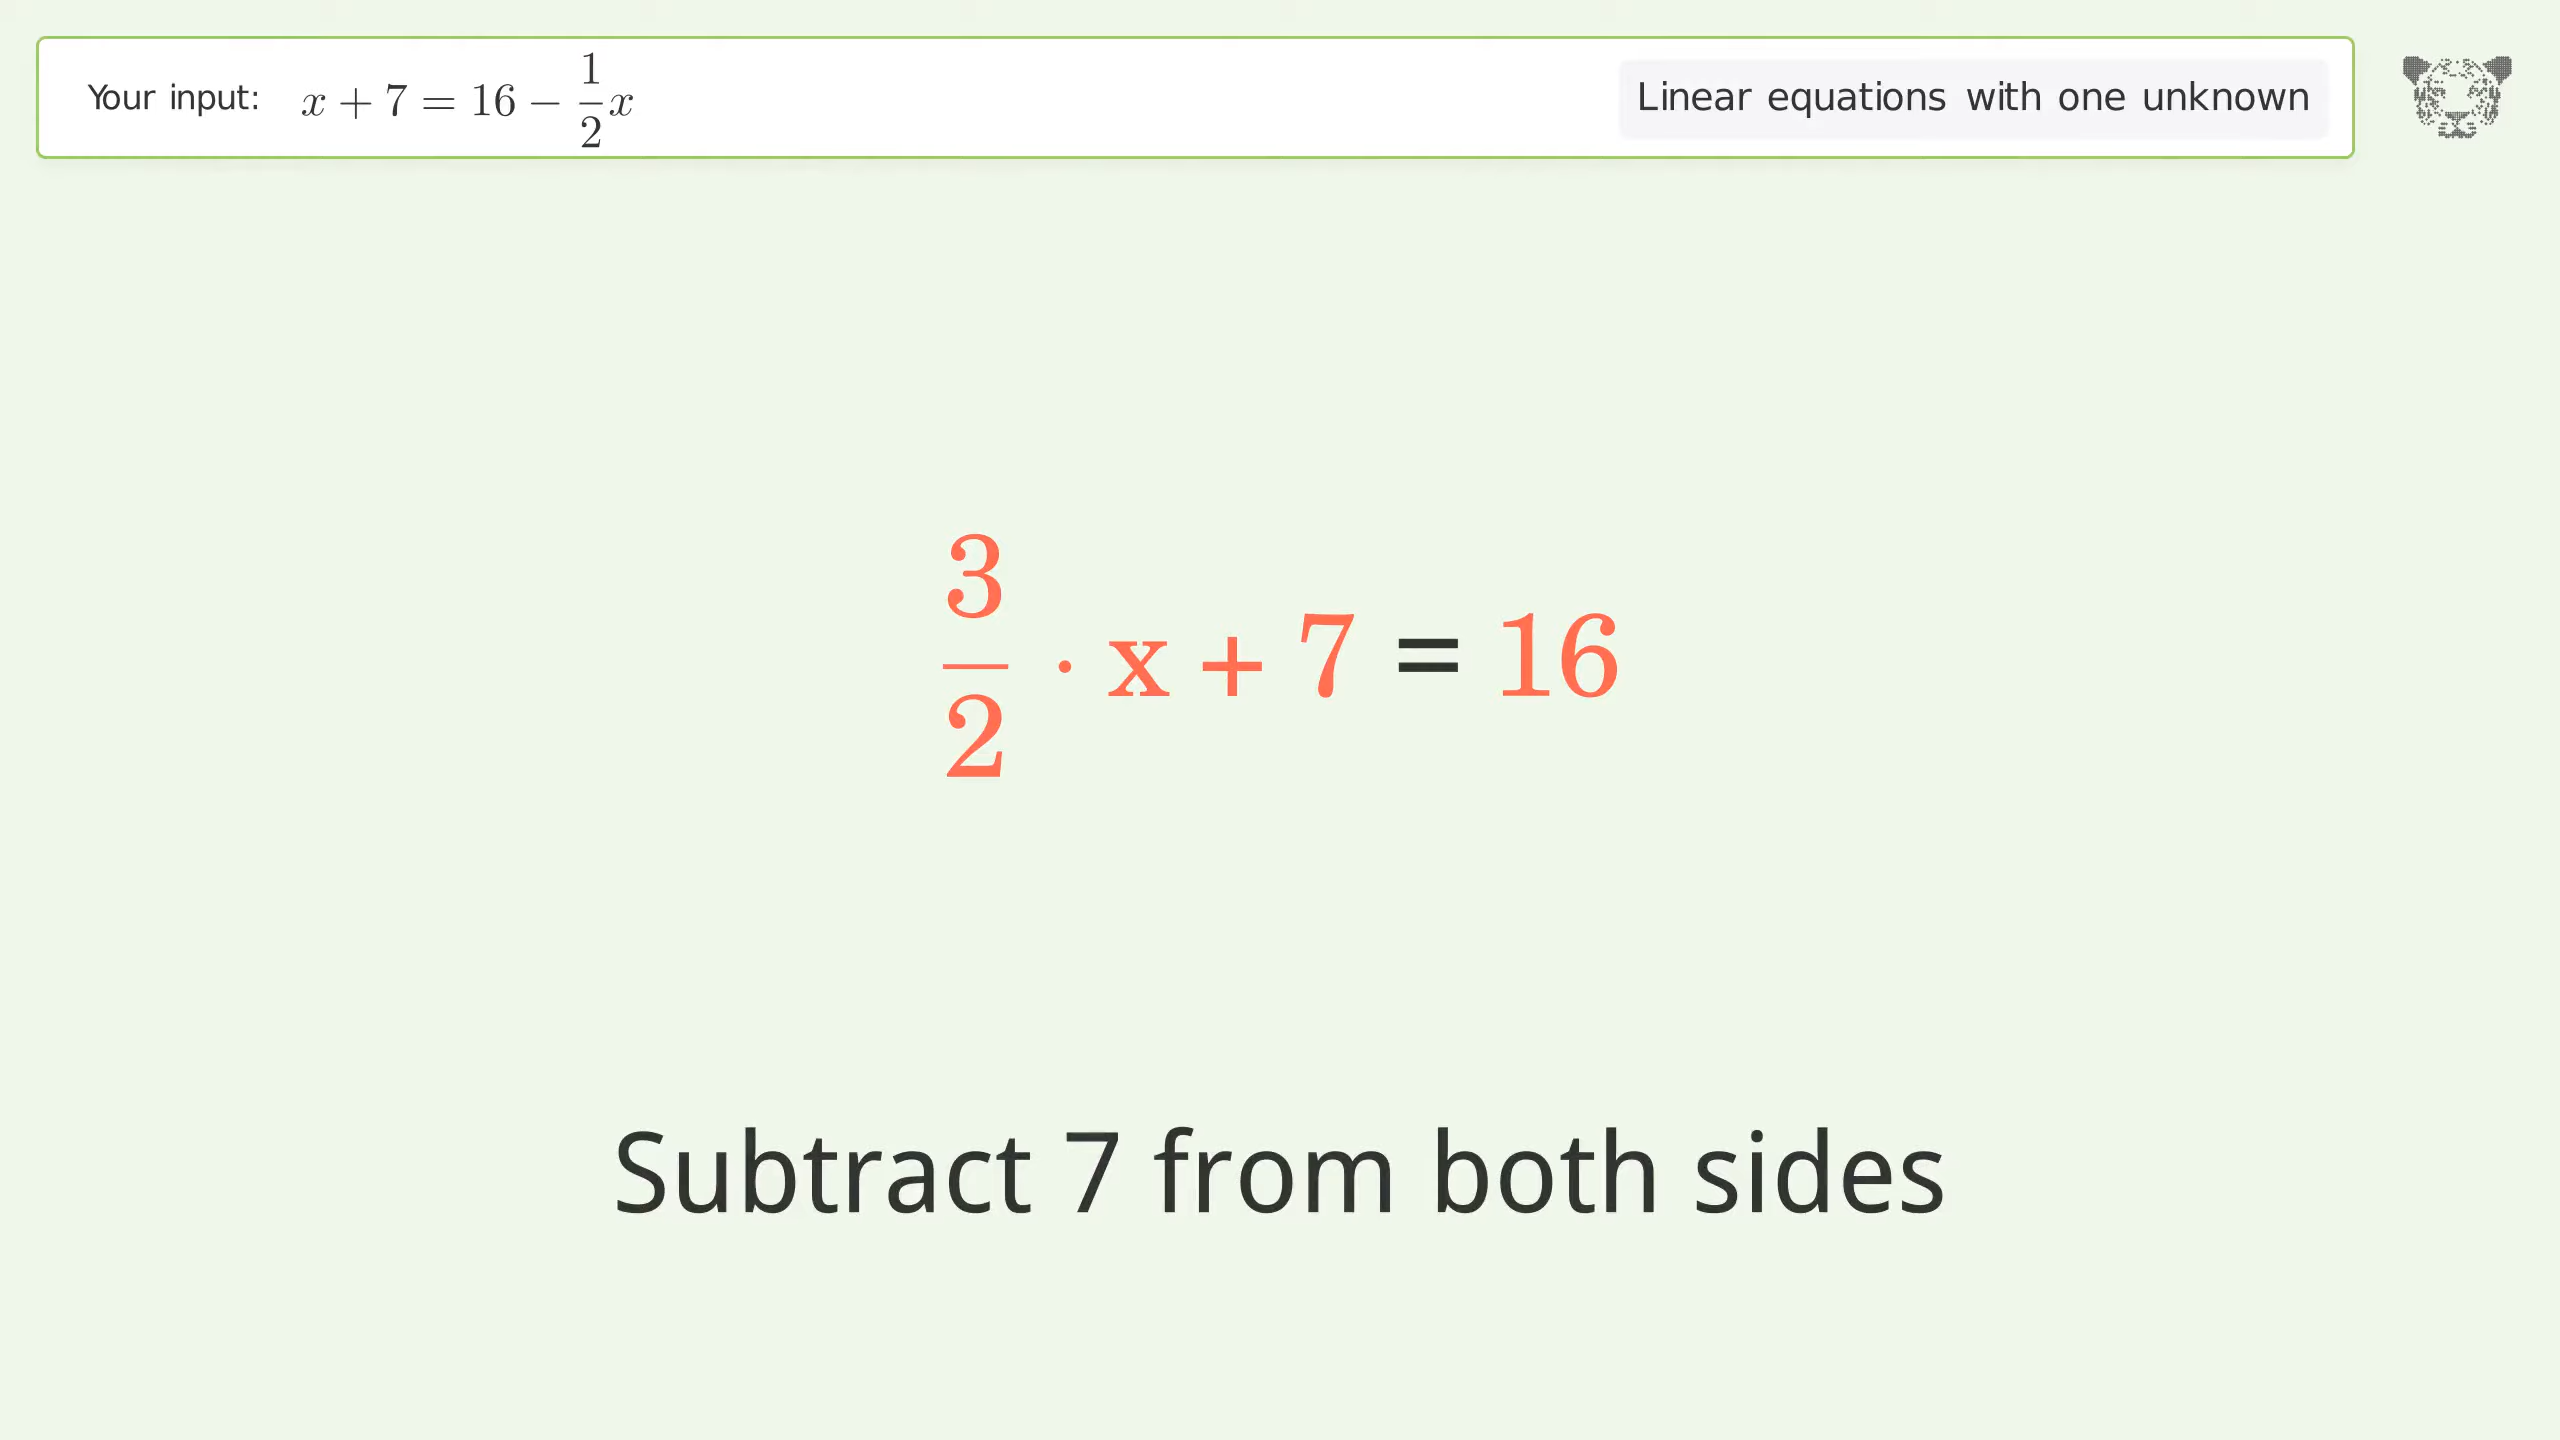 Your input: x + 7 = 16 − 1/2 x
Linear equations with one unknown
3/2 · x + 7 = 16
Subtract 7 from both sides